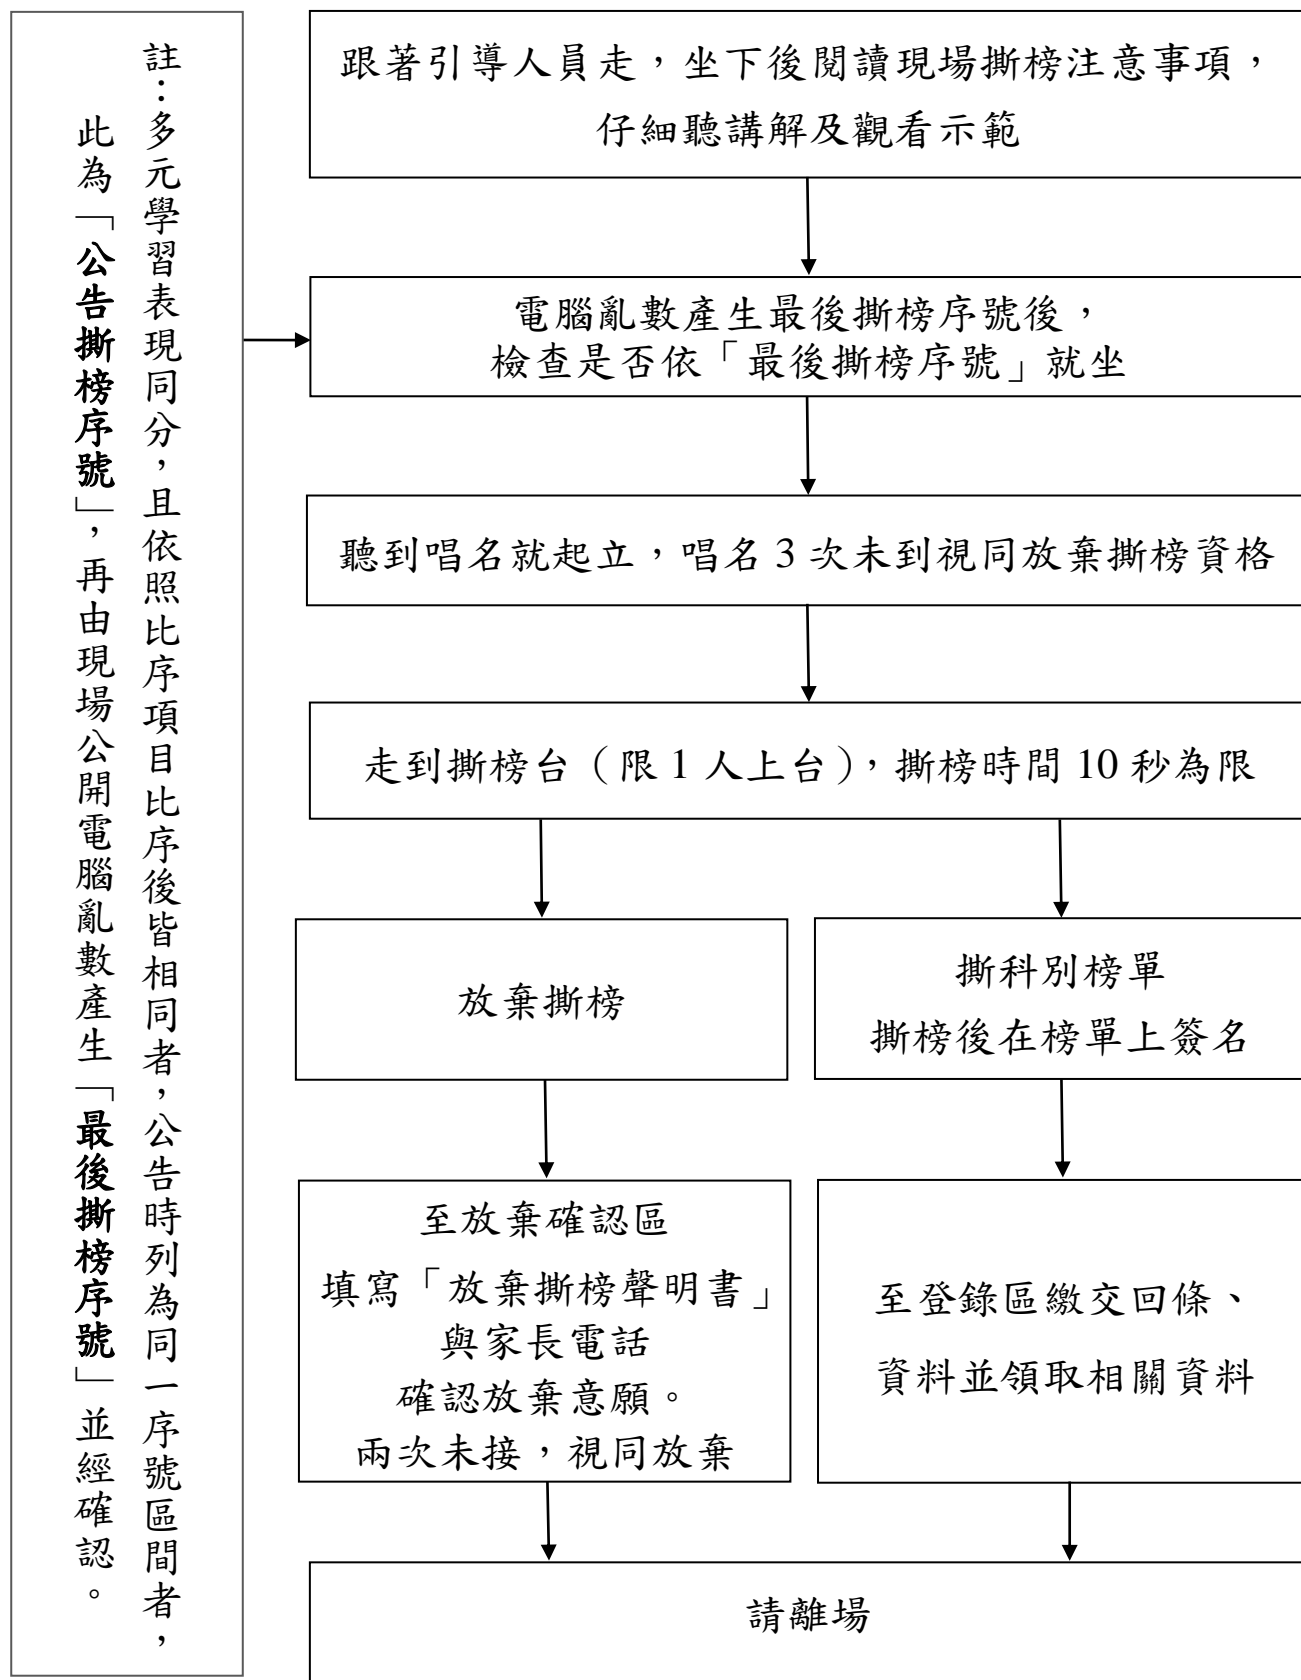 註：多元學習表現同分，且依照比序項目比序後皆相同者，公告時列為同一序號區間者，
此為「公告撕榜序號」，再由現場公開電腦亂數產生「最後撕榜序號」並經確認。
跟著引導人員走，坐下後閱讀現場撕榜注意事項，
仔細聽講解及觀看示範
電腦亂數產生最後撕榜序號後，
檢查是否依「最後撕榜序號」就坐
聽到唱名就起立，唱名 3 次未到視同放棄撕榜資格
走到撕榜台（限 1 人上台），撕榜時間 10 秒為限
放棄撕榜
撕科別榜單
撕榜後在榜單上簽名
至放棄確認區
填寫「放棄撕榜聲明書」
與家長電話
確認放棄意願。
兩次未接，視同放棄
至登錄區繳交回條、
資料並領取相關資料
請離場